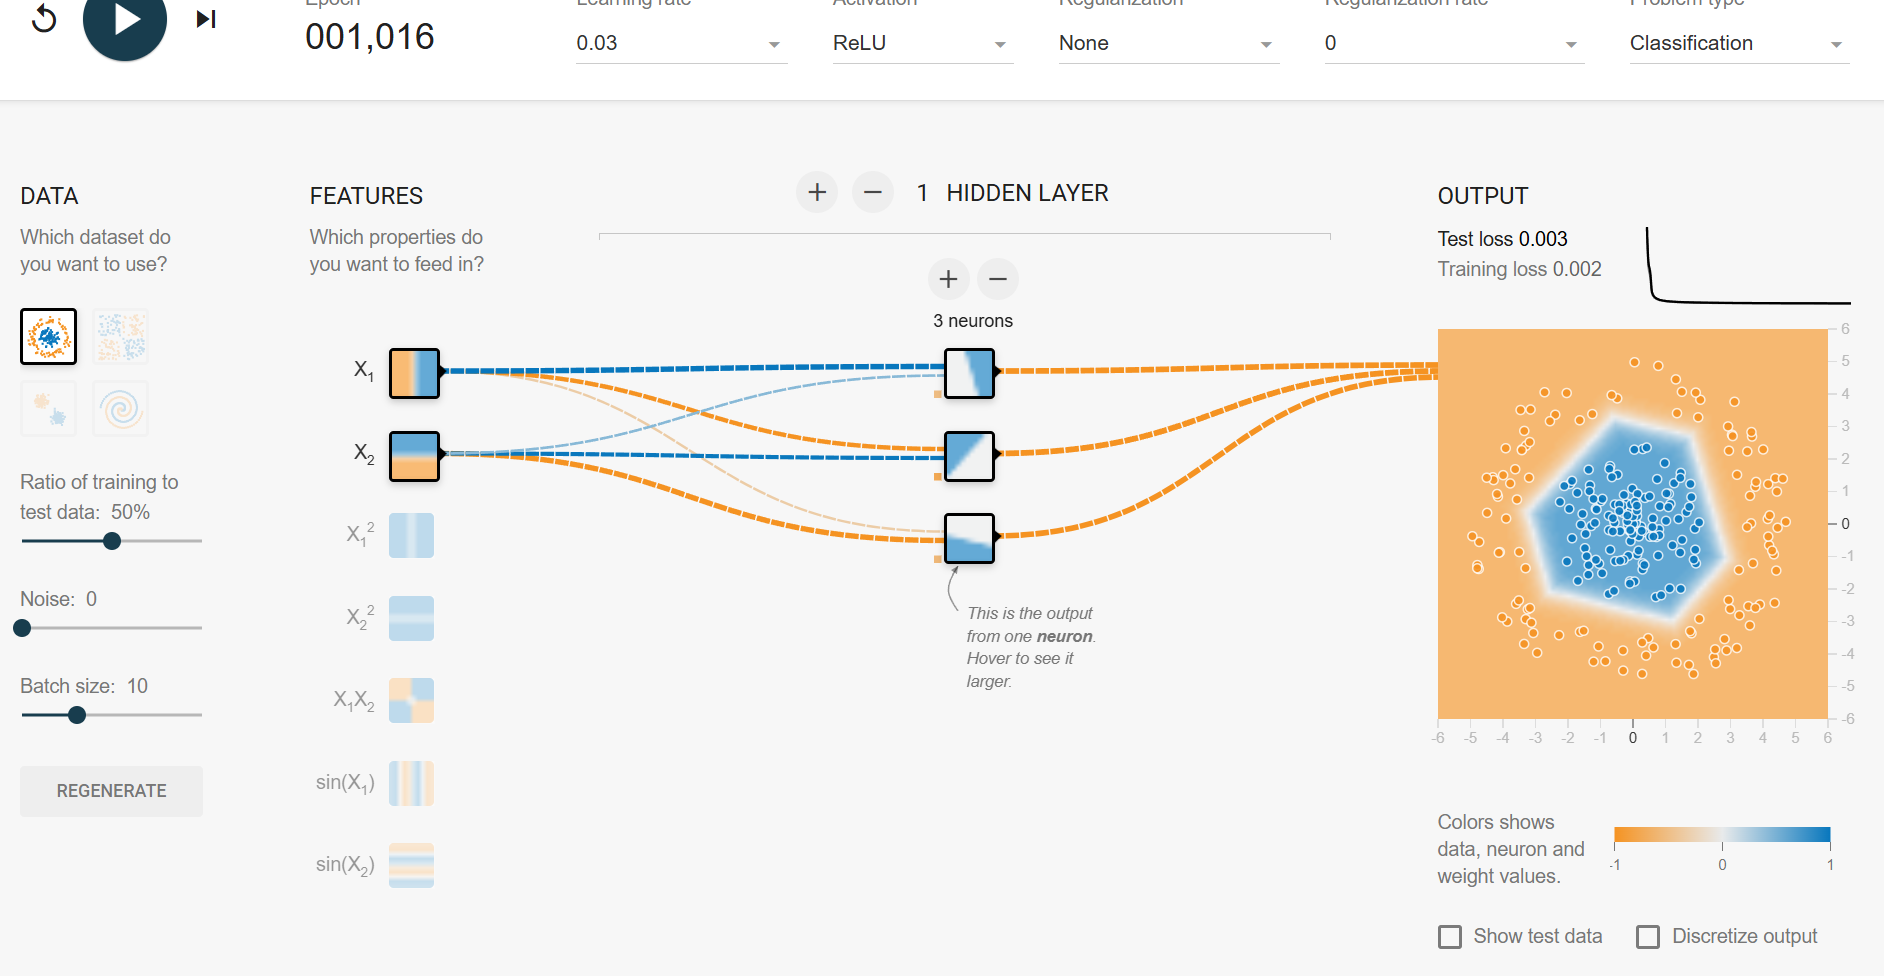 Epoch
Learning rate
Activation
Regularization
Regularization rate
Problem type
001,016
0.03
ReLU
None
0
Classification
DATA
Which dataset do
you want to use?
Ratio of training to
test data: 50%
Noise: 0
Batch size: 10
REGENERATE
FEATURES
Which properties do
you want to feed in?
X1
X2
X1²
X2²
X1X2
sin(X1)
sin(X2)
+ − 1 HIDDEN LAYER
+ −
3 neurons
This is the output
from one neuron.
Hover to see it
larger.
OUTPUT
Test loss 0.003
Training loss 0.002
6
5
4
3
2
1
0
-1
-2
-3
-4
-5
-6
-6 -5 -4 -3 -2 -1 0 1 2 3 4 5 6
Colors shows
data, neuron and
weight values.
-1 0 1
Show test data
Discretize output